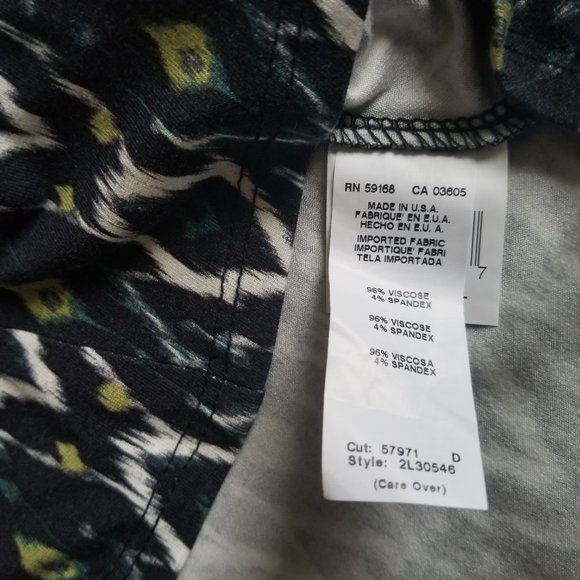 RN 59168 CA 03605
MADE IN U.S.A.
FABRIQUE' EN E.U.A.
HECHO EN E.U. A.
IMPORTED FABRIC
IMPORTIQUE' FABRI
TELA IMPORTADA
96% VISCOSE
4% SPANDEX
96% VISCOSE
4% SPANDEX
96% VISCOSA
4% SPANDEX
Cut: 57971 D
Style: 2L30546
(Care Over)
7